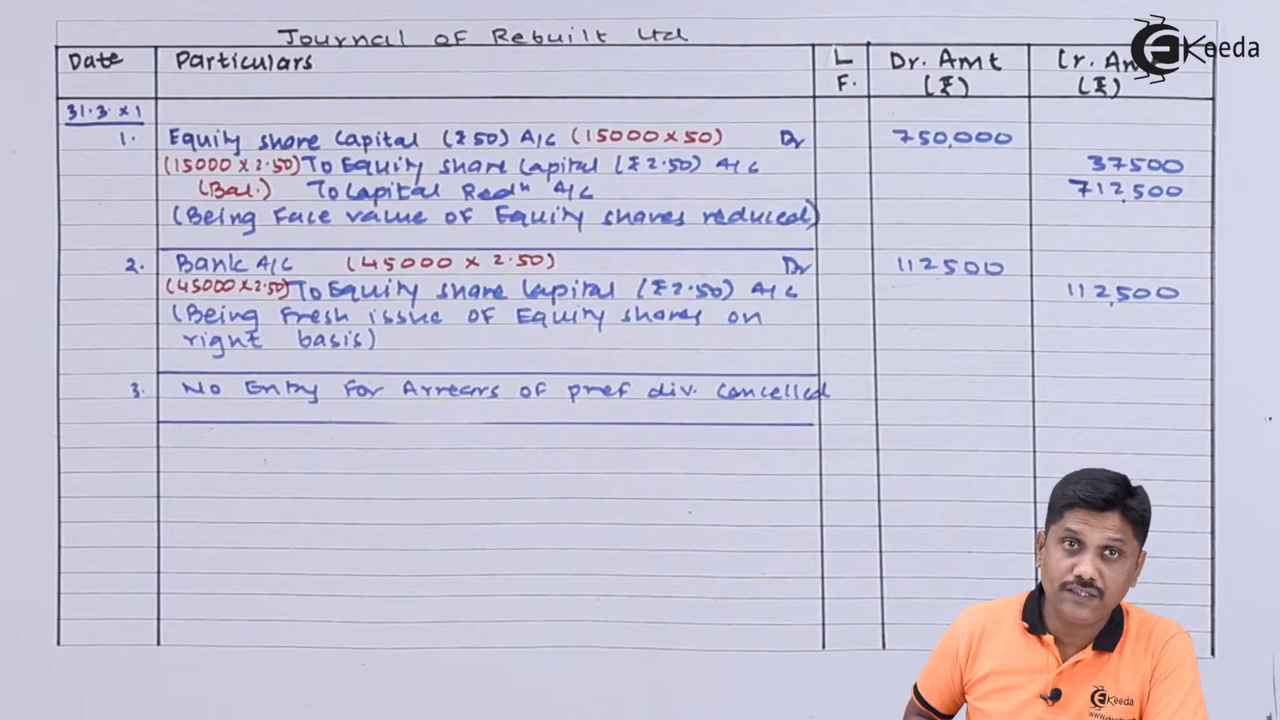 Journal of Rebuilt Ltd
Ekeeda
Date Particulars L F. Dr. Amt (₹) Cr. Am (₹)
31.3.x1
1. Equity share capital (₹50) A/c (15000 x 50) Dr 750,000
(15000 x 2.50) To Equity share capital (₹2.50) A/c 37500
(Bal.) To Capital Redn A/c 712,500
(Being Face value of Equity shares reduced)
2. Bank A/c (45000 x 2.50) Dr 112500
(45000 x 2.50) To Equity share capital (₹2.50) A/c 112,500
(Being Fresh issue of Equity shares on
right basis)
3. No Entry for Arrears of pref div. cancelled
Ekeeda